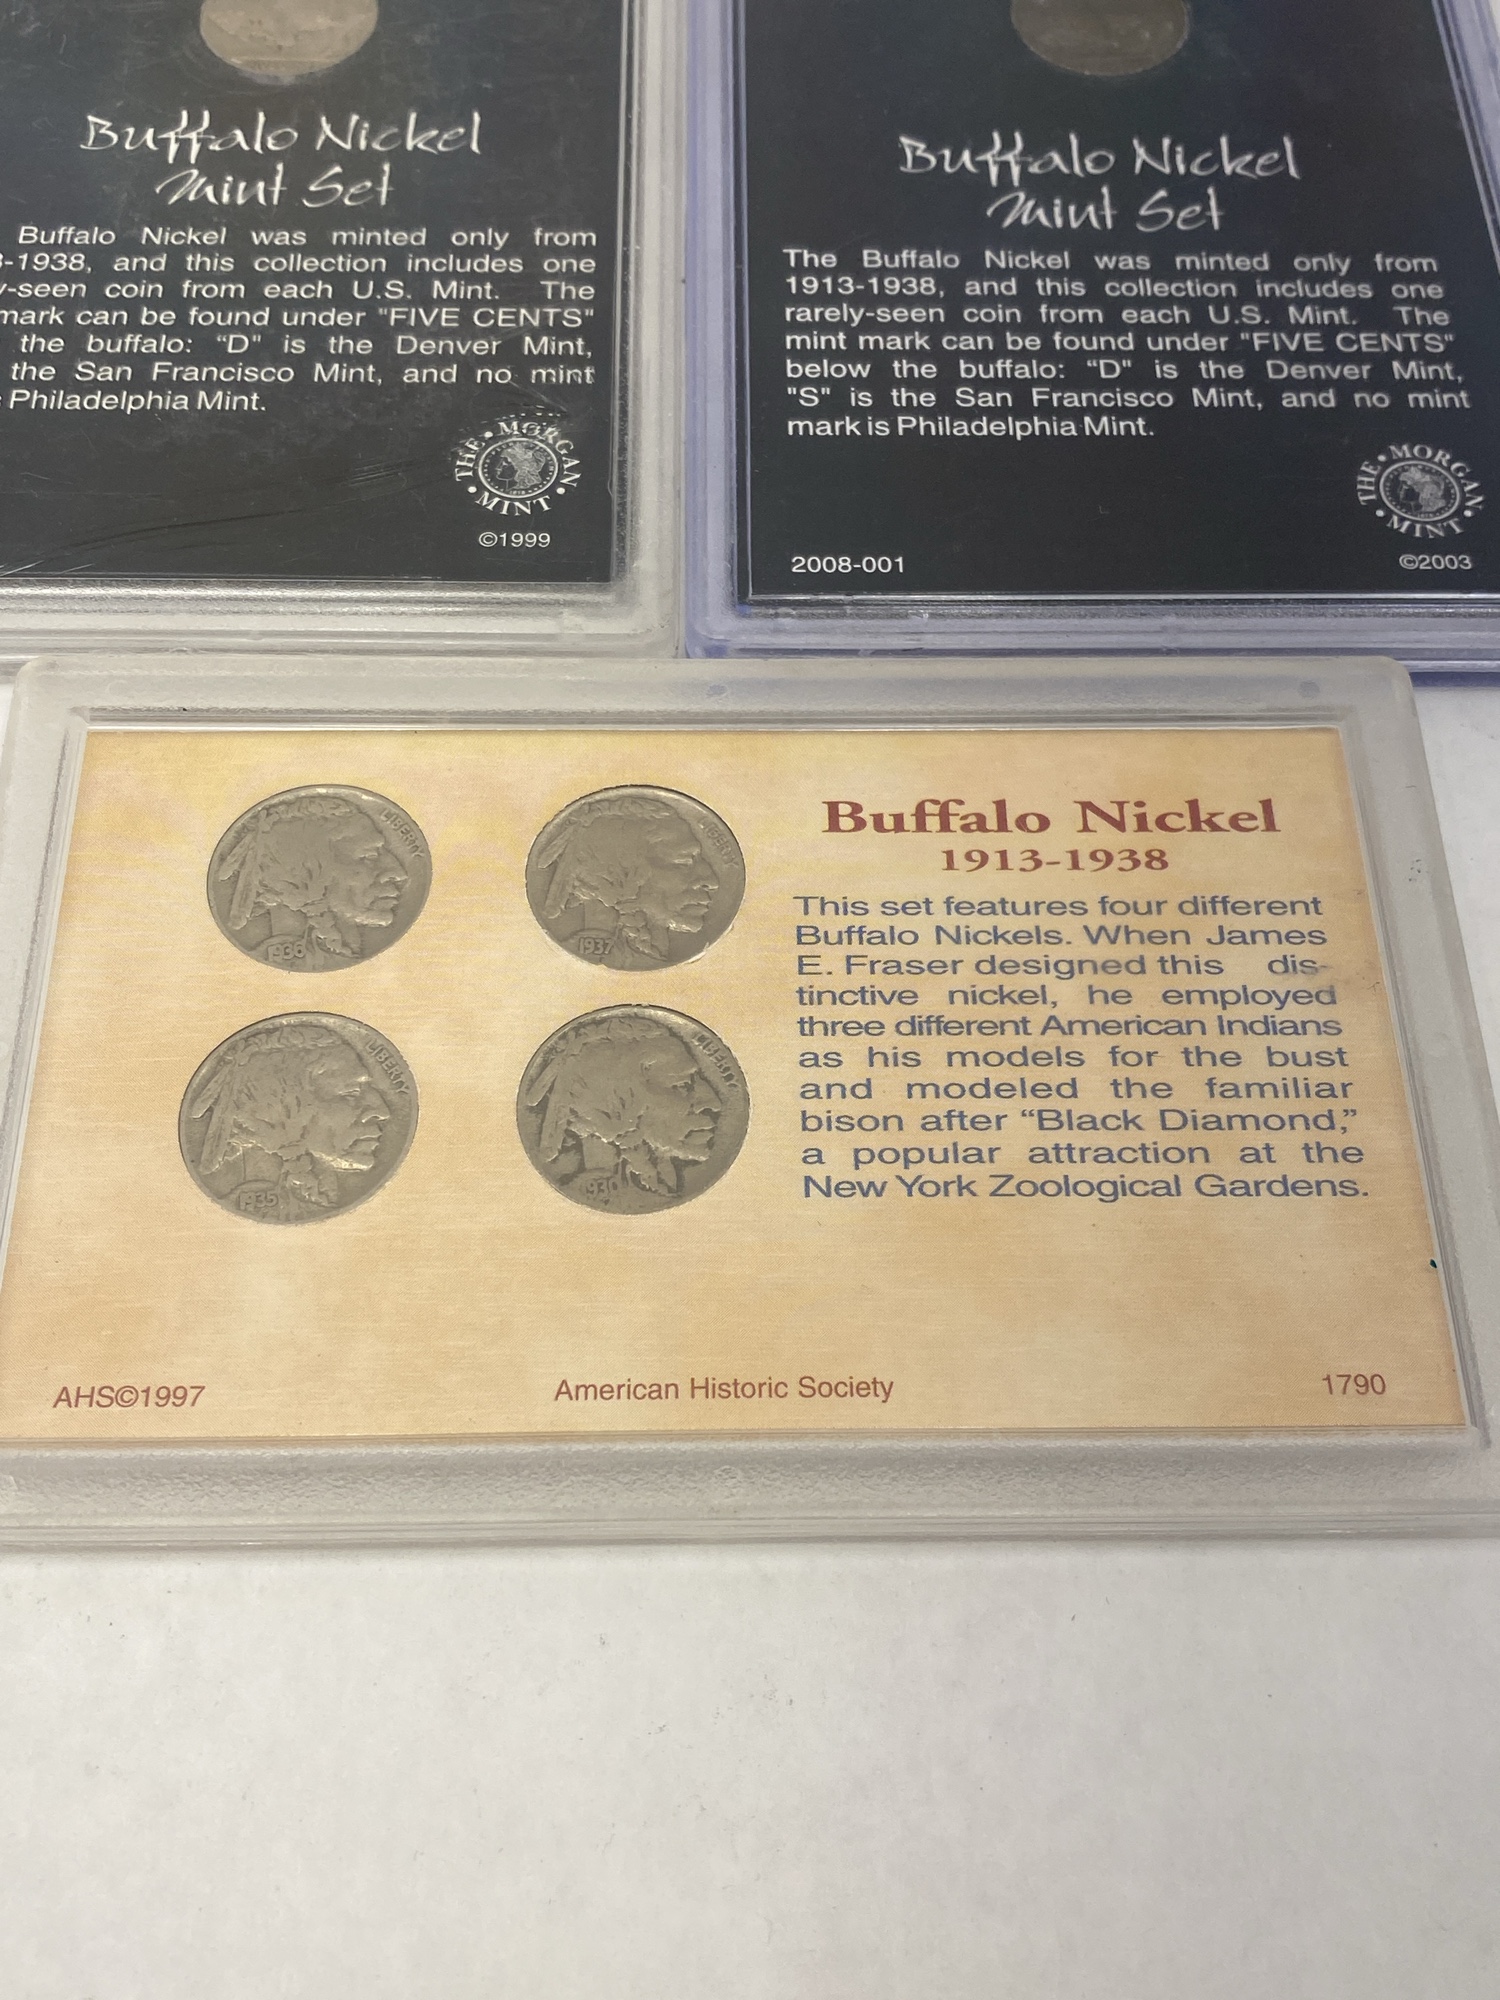 Buffalo Nickel
Mint Set
Buffalo Nickel was minted only from
-1938, and this collection includes one
-seen coin from each U.S. Mint. The
mark can be found under "FIVE CENTS"
the buffalo: "D" is the Denver Mint,
the San Francisco Mint, and no mint
Philadelphia Mint.
THE • MORGAN • MINT •
©1999
Buffalo Nickel
Mint Set
The Buffalo Nickel was minted only from
1913-1938, and this collection includes one
rarely-seen coin from each U.S. Mint. The
mint mark can be found under "FIVE CENTS"
below the buffalo: "D" is the Denver Mint,
"S" is the San Francisco Mint, and no mint
mark is Philadelphia Mint.
THE • MORGAN • MINT •
2008-001
©2003
LIBERTY
1936
1937
LIBERTY
1935
LIBERTY
1930
Buffalo Nickel
1913-1938
This set features four different
Buffalo Nickels. When James
E. Fraser designed this dis-
tinctive nickel, he employed
three different American Indians
as his models for the bust
and modeled the familiar
bison after “Black Diamond,”
a popular attraction at the
New York Zoological Gardens.
AHS©1997
American Historic Society
1790